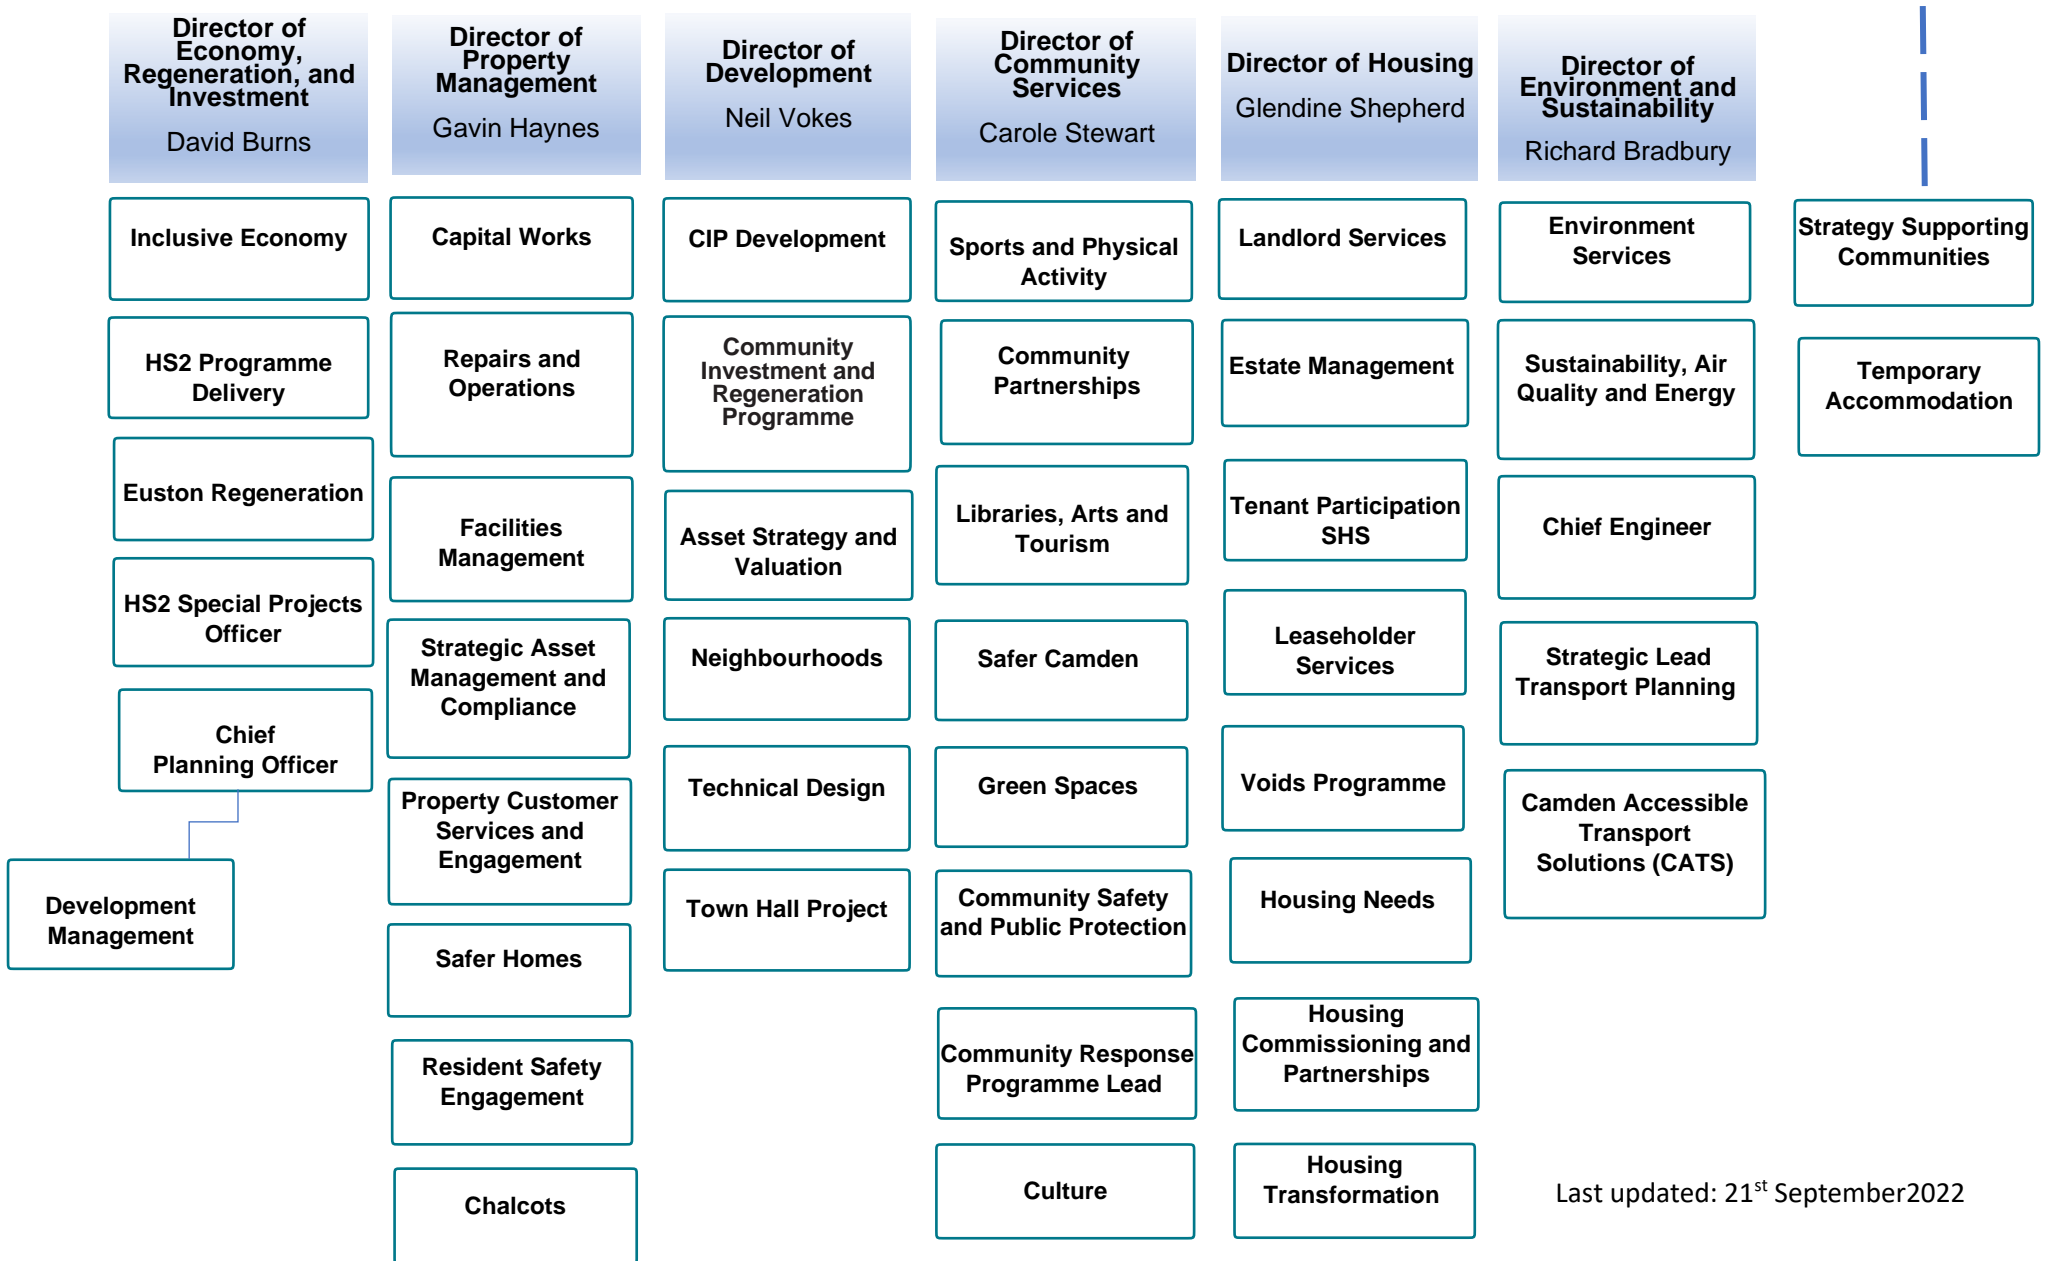 Director of
Economy,
Regeneration, and
Investment
David Burns
Inclusive Economy
HS2 Programme
Delivery
Euston Regeneration
HS2 Special Projects
Officer
Chief
Planning Officer
Development
Management
Director of
Property
Management
Gavin Haynes
Capital Works
Repairs and
Operations
Facilities
Management
Strategic Asset
Management and
Compliance
Property Customer
Services and
Engagement
Safer Homes
Resident Safety
Engagement
Chalcots
Director of
Development
Neil Vokes
CIP Development
Community
Investment and
Regeneration
Programme
Asset Strategy and
Valuation
Neighbourhoods
Technical Design
Town Hall Project
Director of
Community
Services
Carole Stewart
Sports and Physical
Activity
Community
Partnerships
Libraries, Arts and
Tourism
Safer Camden
Green Spaces
Community Safety
and Public Protection
Community Response
Programme Lead
Culture
Director of Housing
Glendine Shepherd
Landlord Services
Estate Management
Tenant Participation
SHS
Leaseholder
Services
Voids Programme
Housing Needs
Housing
Commissioning and
Partnerships
Housing
Transformation
Director of
Environment and
Sustainability
Richard Bradbury
Environment
Services
Sustainability, Air
Quality and Energy
Chief Engineer
Strategic Lead
Transport Planning
Camden Accessible
Transport
Solutions (CATS)
Strategy Supporting
Communities
Temporary
Accommodation
Last updated: 21st September2022